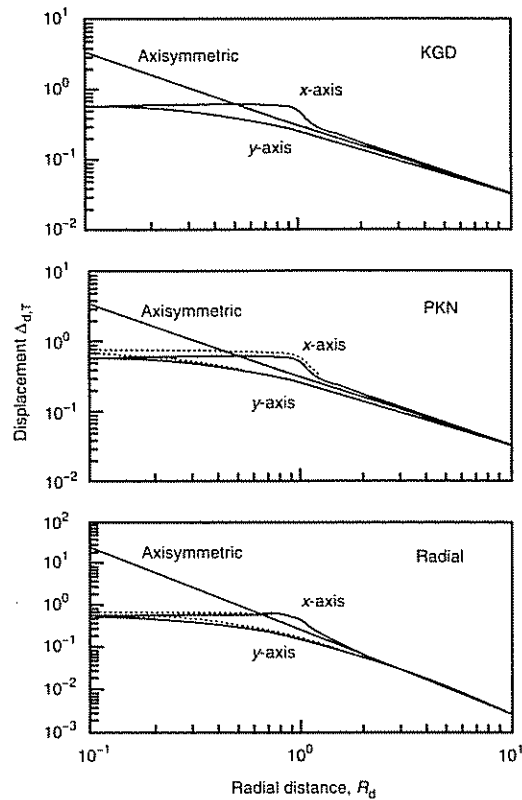 10¹
Axisymmetric
KGD
10⁰
x-axis
y-axis
10⁻¹
10⁻²
10¹
Axisymmetric
PKN
10⁰
x-axis
y-axis
10⁻¹
10⁻²
Displacement Δd,T
10²
Axisymmetric
Radial
10¹
10⁰
x-axis
y-axis
10⁻¹
10⁻²
10⁻³
10⁻¹ 10⁰ 10¹
Radial distance, Rd